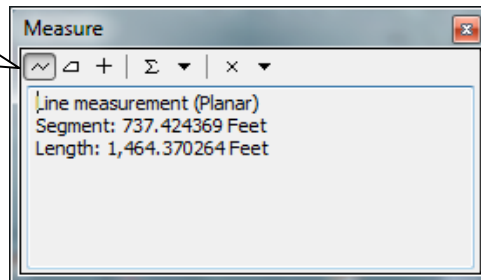 Measure
Σ
Line measurement (Planar)
Segment: 737.424369 Feet
Length: 1,464.370264 Feet